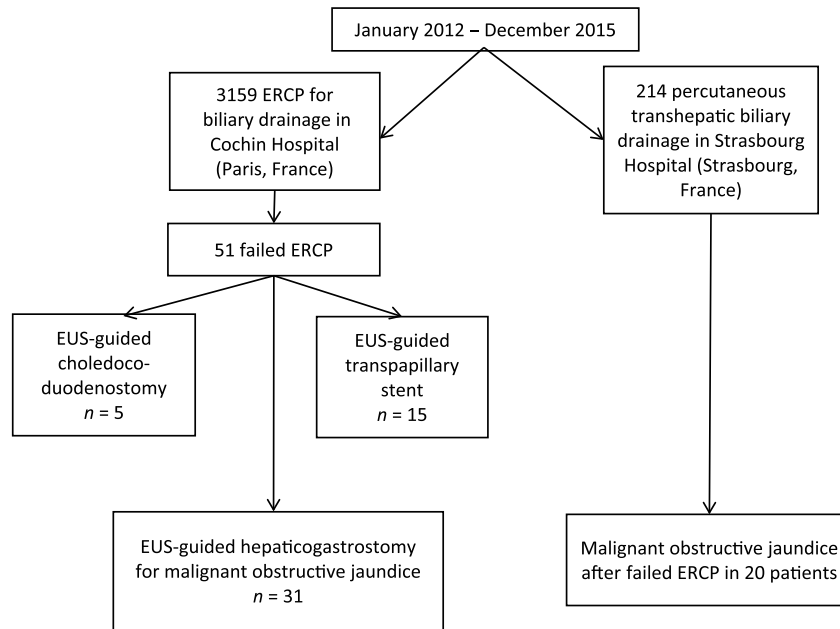 January 2012 – December 2015
3159 ERCP for
biliary drainage in
Cochin Hospital
(Paris, France)
214 percutaneous
transhepatic biliary
drainage in Strasbourg
Hospital (Strasbourg,
France)
51 failed ERCP
EUS-guided
choledoco-
duodenostomy
n = 5
EUS-guided
transpapillary
stent
n = 15
EUS-guided hepaticogastrostomy
for malignant obstructive jaundice
n = 31
Malignant obstructive jaundice
after failed ERCP in 20 patients